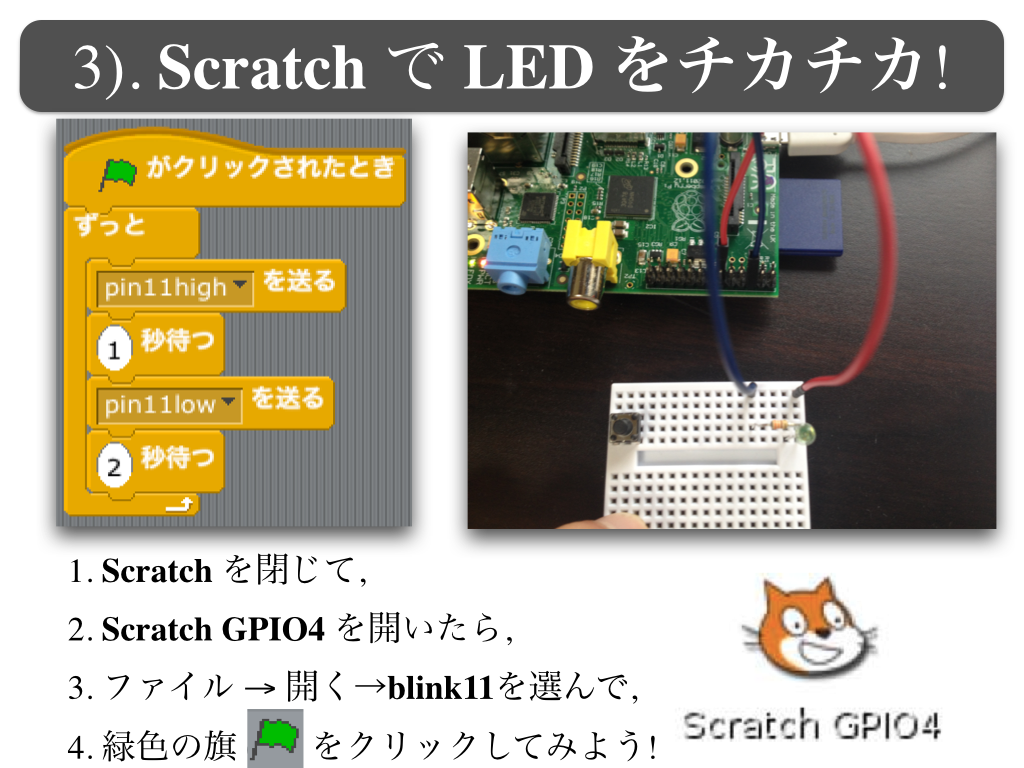 3). Scratch で LED をチカチカ!
がクリックされたとき
ずっと
pin11high を送る
1 秒待つ
pin11low を送る
2 秒待つ
1. Scratch を閉じて,
2. Scratch GPIO4 を開いたら,
3. ファイル → 開く→blink11を選んで,
4. 緑色の旗 をクリックしてみよう!
Scratch GPIO4